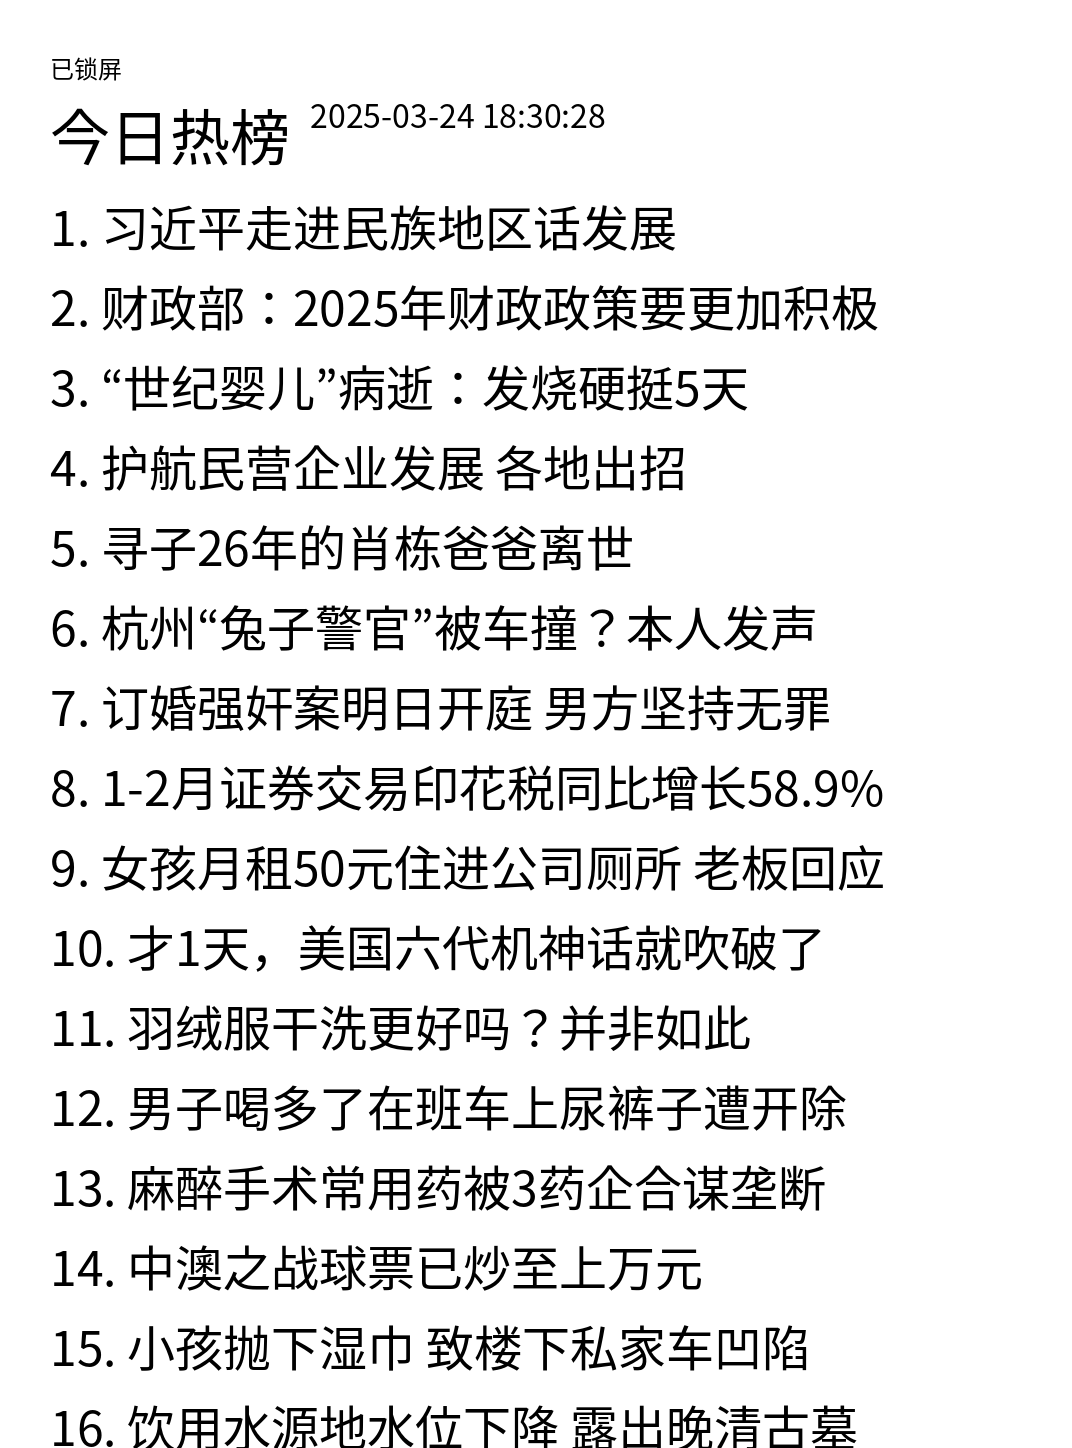 已锁屏
今日热榜 2025-03-24 18:30:28
1. 习近平走进民族地区话发展
2. 财政部：2025年财政政策要更加积极
3. “世纪婴儿”病逝：发烧硬挺5天
4. 护航民营企业发展 各地出招
5. 寻子26年的肖栋爸爸离世
6. 杭州“兔子警官”被车撞？本人发声
7. 订婚强奸案明日开庭 男方坚持无罪
8. 1-2月证券交易印花税同比增长58.9%
9. 女孩月租50元住进公司厕所 老板回应
10. 才1天，美国六代机神话就吹破了
11. 羽绒服干洗更好吗？并非如此
12. 男子喝多了在班车上尿裤子遭开除
13. 麻醉手术常用药被3药企合谋垄断
14. 中澳之战球票已炒至上万元
15. 小孩抛下湿巾 致楼下私家车凹陷
16. 饮用水源地水位下降 露出晚清古墓